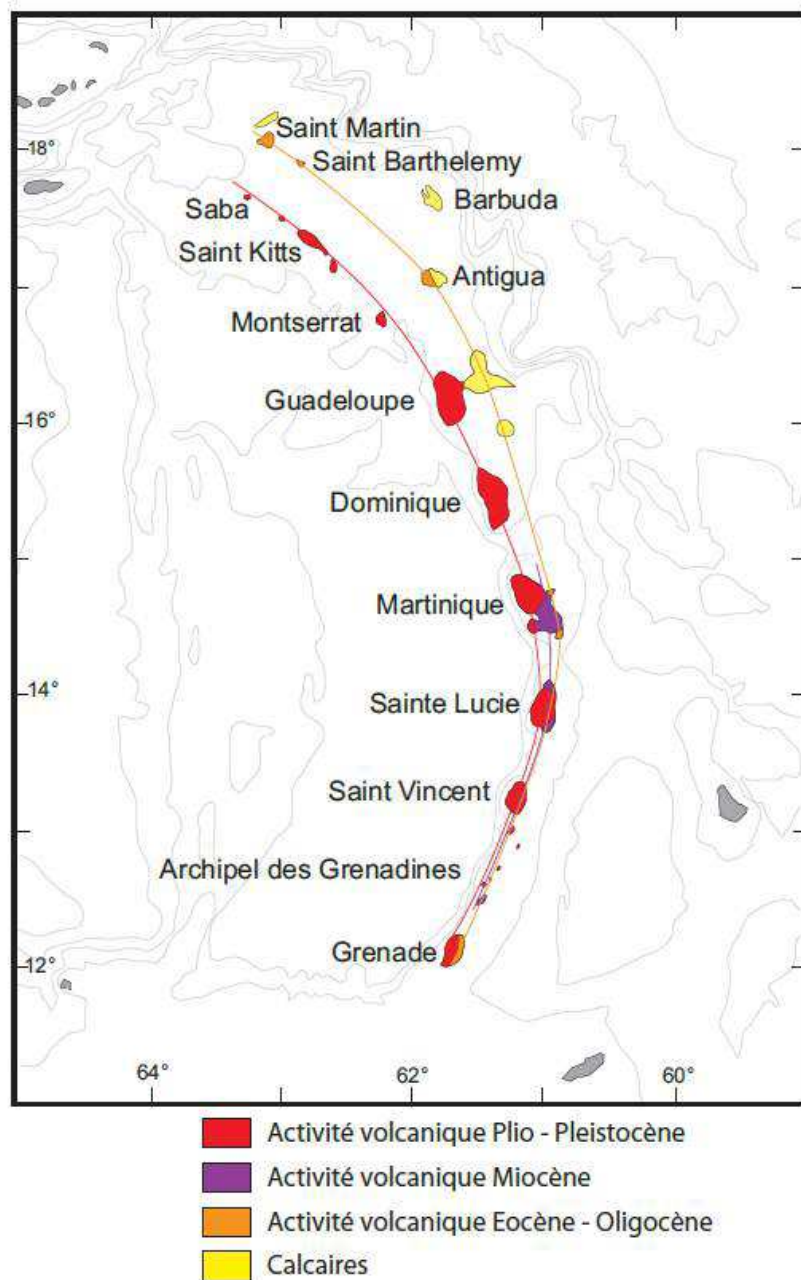 Saint Martin
18°
Saint Barthelemy
Saba
Barbuda
Saint Kitts
Antigua
Montserrat
Guadeloupe
16°
Dominique
Martinique
14°
Sainte Lucie
Saint Vincent
Archipel des Grenadines
Grenade
12°
64° 62° 60°
Activité volcanique Plio - Pleistocène
Activité volcanique Miocène
Activité volcanique Eocène - Oligocène
Calcaires